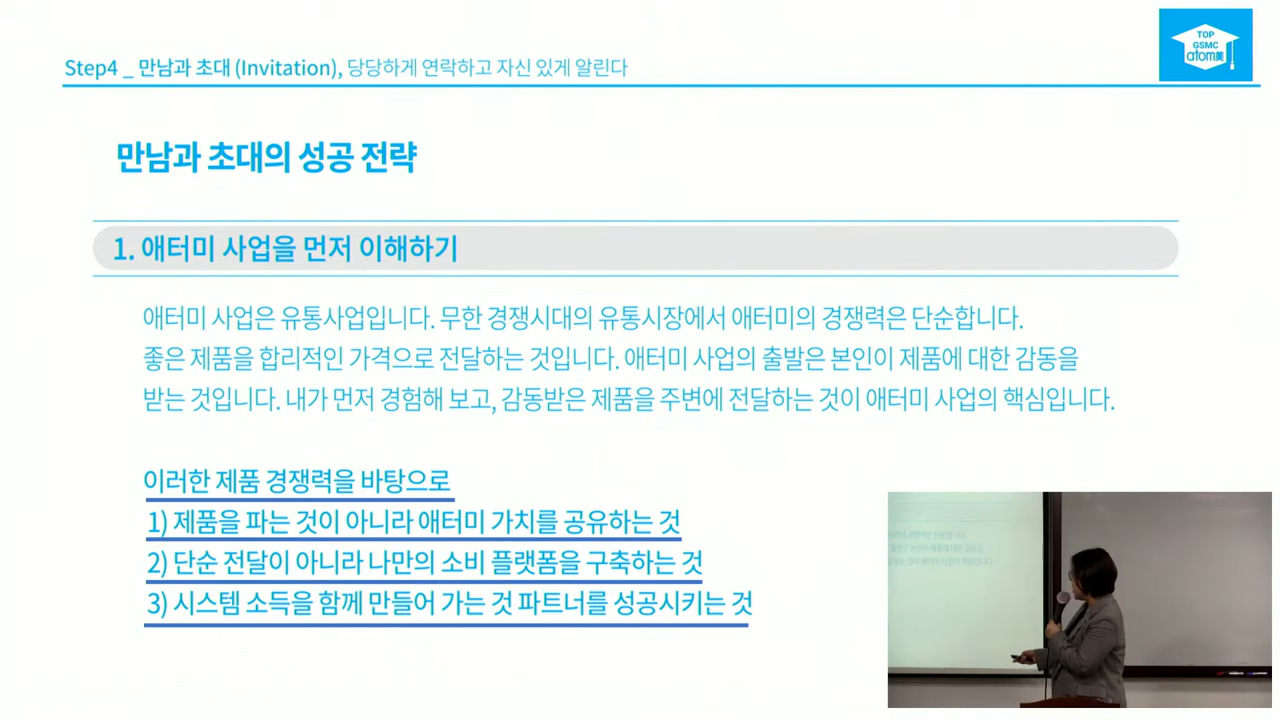 Step4 _ 만남과 초대 (Invitation), 당당하게 연락하고 자신 있게 알린다
TOP
GSMC
atom美
만남과 초대의 성공 전략
1. 애터미 사업을 먼저 이해하기
애터미 사업은 유통사업입니다. 무한 경쟁시대의 유통시장에서 애터미의 경쟁력은 단순합니다.
좋은 제품을 합리적인 가격으로 전달하는 것입니다. 애터미 사업의 출발은 본인이 제품에 대한 감동을
받는 것입니다. 내가 먼저 경험해 보고, 감동받은 제품을 주변에 전달하는 것이 애터미 사업의 핵심입니다.
이러한 제품 경쟁력을 바탕으로
1) 제품을 파는 것이 아니라 애터미 가치를 공유하는 것
2) 단순 전달이 아니라 나만의 소비 플랫폼을 구축하는 것
3) 시스템 소득을 함께 만들어 가는 것 파트너를 성공시키는 것